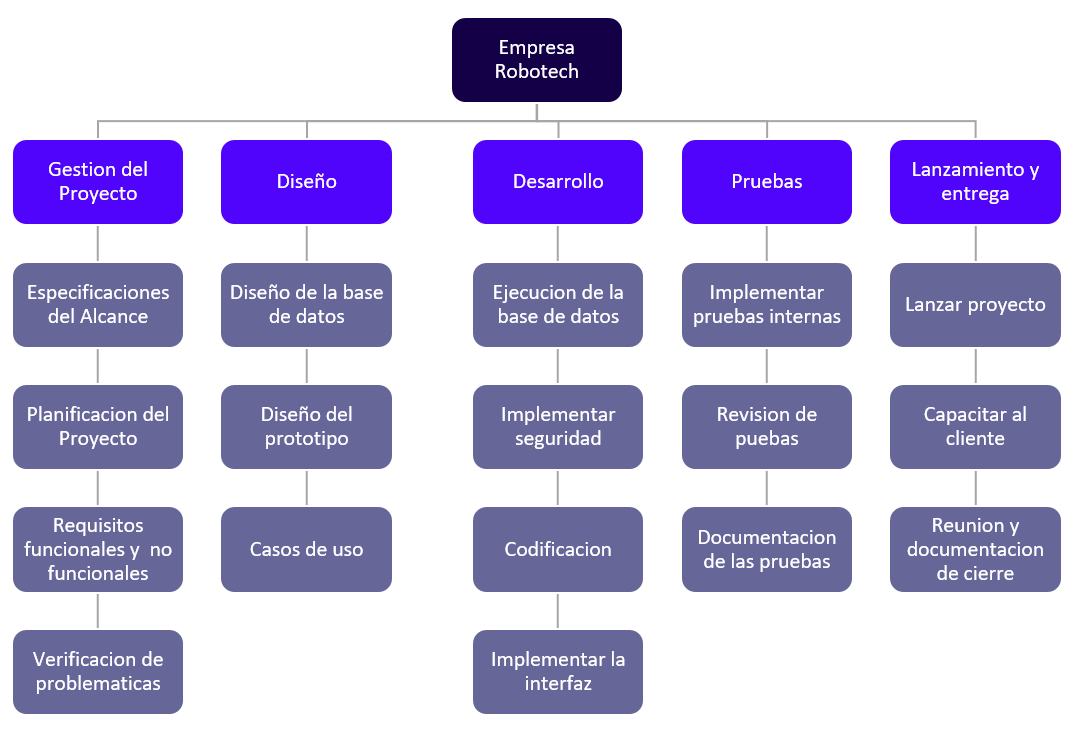 Empresa
Robotech
Gestion del
Proyecto
Diseño
Desarrollo
Pruebas
Lanzamiento y
entrega
Especificaciones
del Alcance
Diseño de la base
de datos
Ejecucion de la
base de datos
Implementar
pruebas internas
Lanzar proyecto
Planificacion del
Proyecto
Diseño del
prototipo
Implementar
seguridad
Revision de
puebas
Capacitar al
cliente
Requisitos
funcionales y  no
funcionales
Casos de uso
Codificacion
Documentacion
de las pruebas
Reunion y
documentacion
de cierre
Verificacion de
problematicas
Implementar la
interfaz